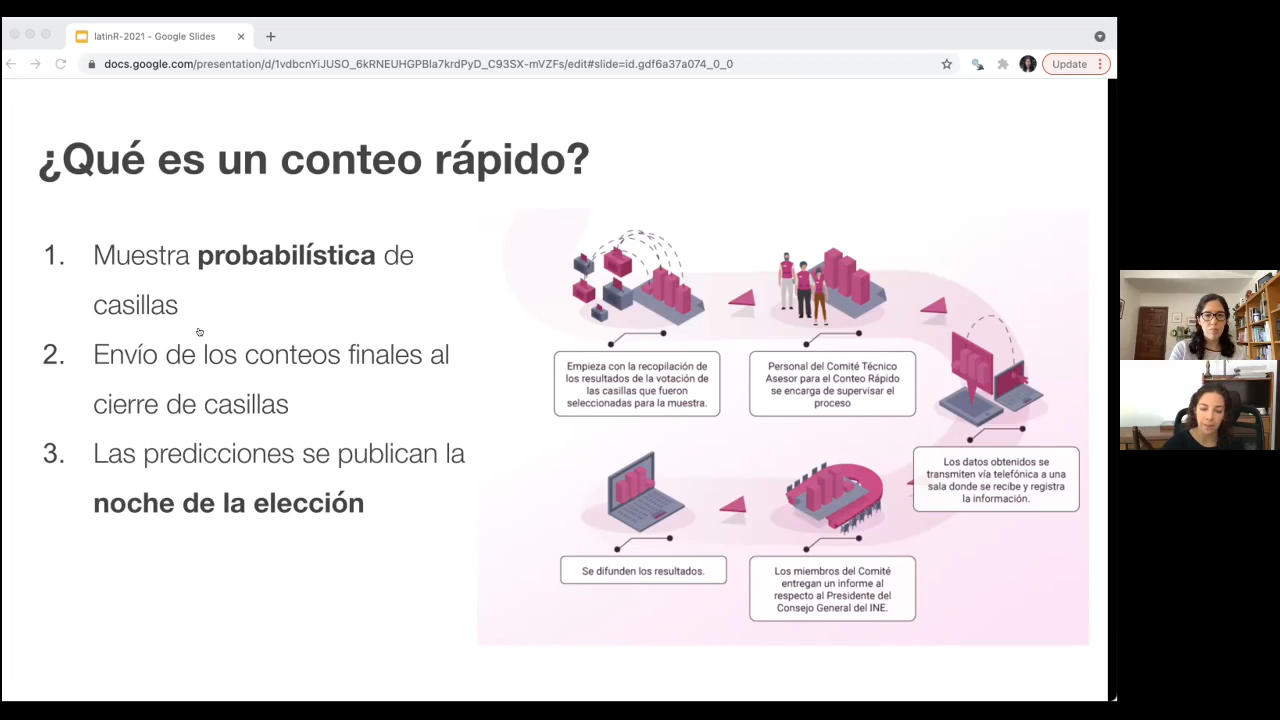 latinR-2021 - Google Slides
docs.google.com/presentation/d/1vdbcnYiJUSO_6kRNEUHGPBla7krdPyD_C93SX-mVZFs/edit#slide=id.gdf6a37a074_0_0
Update
¿Qué es un conteo rápido?
1. Muestra probabilística de
casillas
2. Envío de los conteos finales al
cierre de casillas
3. Las predicciones se publican la
noche de la elección
Empieza con la recopilación de
los resultados de la votación de
las casillas que fueron
seleccionadas para la muestra.
Personal del Comité Técnico
Asesor para el Conteo Rápido
se encarga de supervisar el
proceso
Los datos obtenidos se
transmiten vía telefónica a una
sala donde se recibe y registra
la información.
Los miembros del Comité
entregan un informe al
respecto al Presidente del
Consejo General del INE.
Se difunden los resultados.